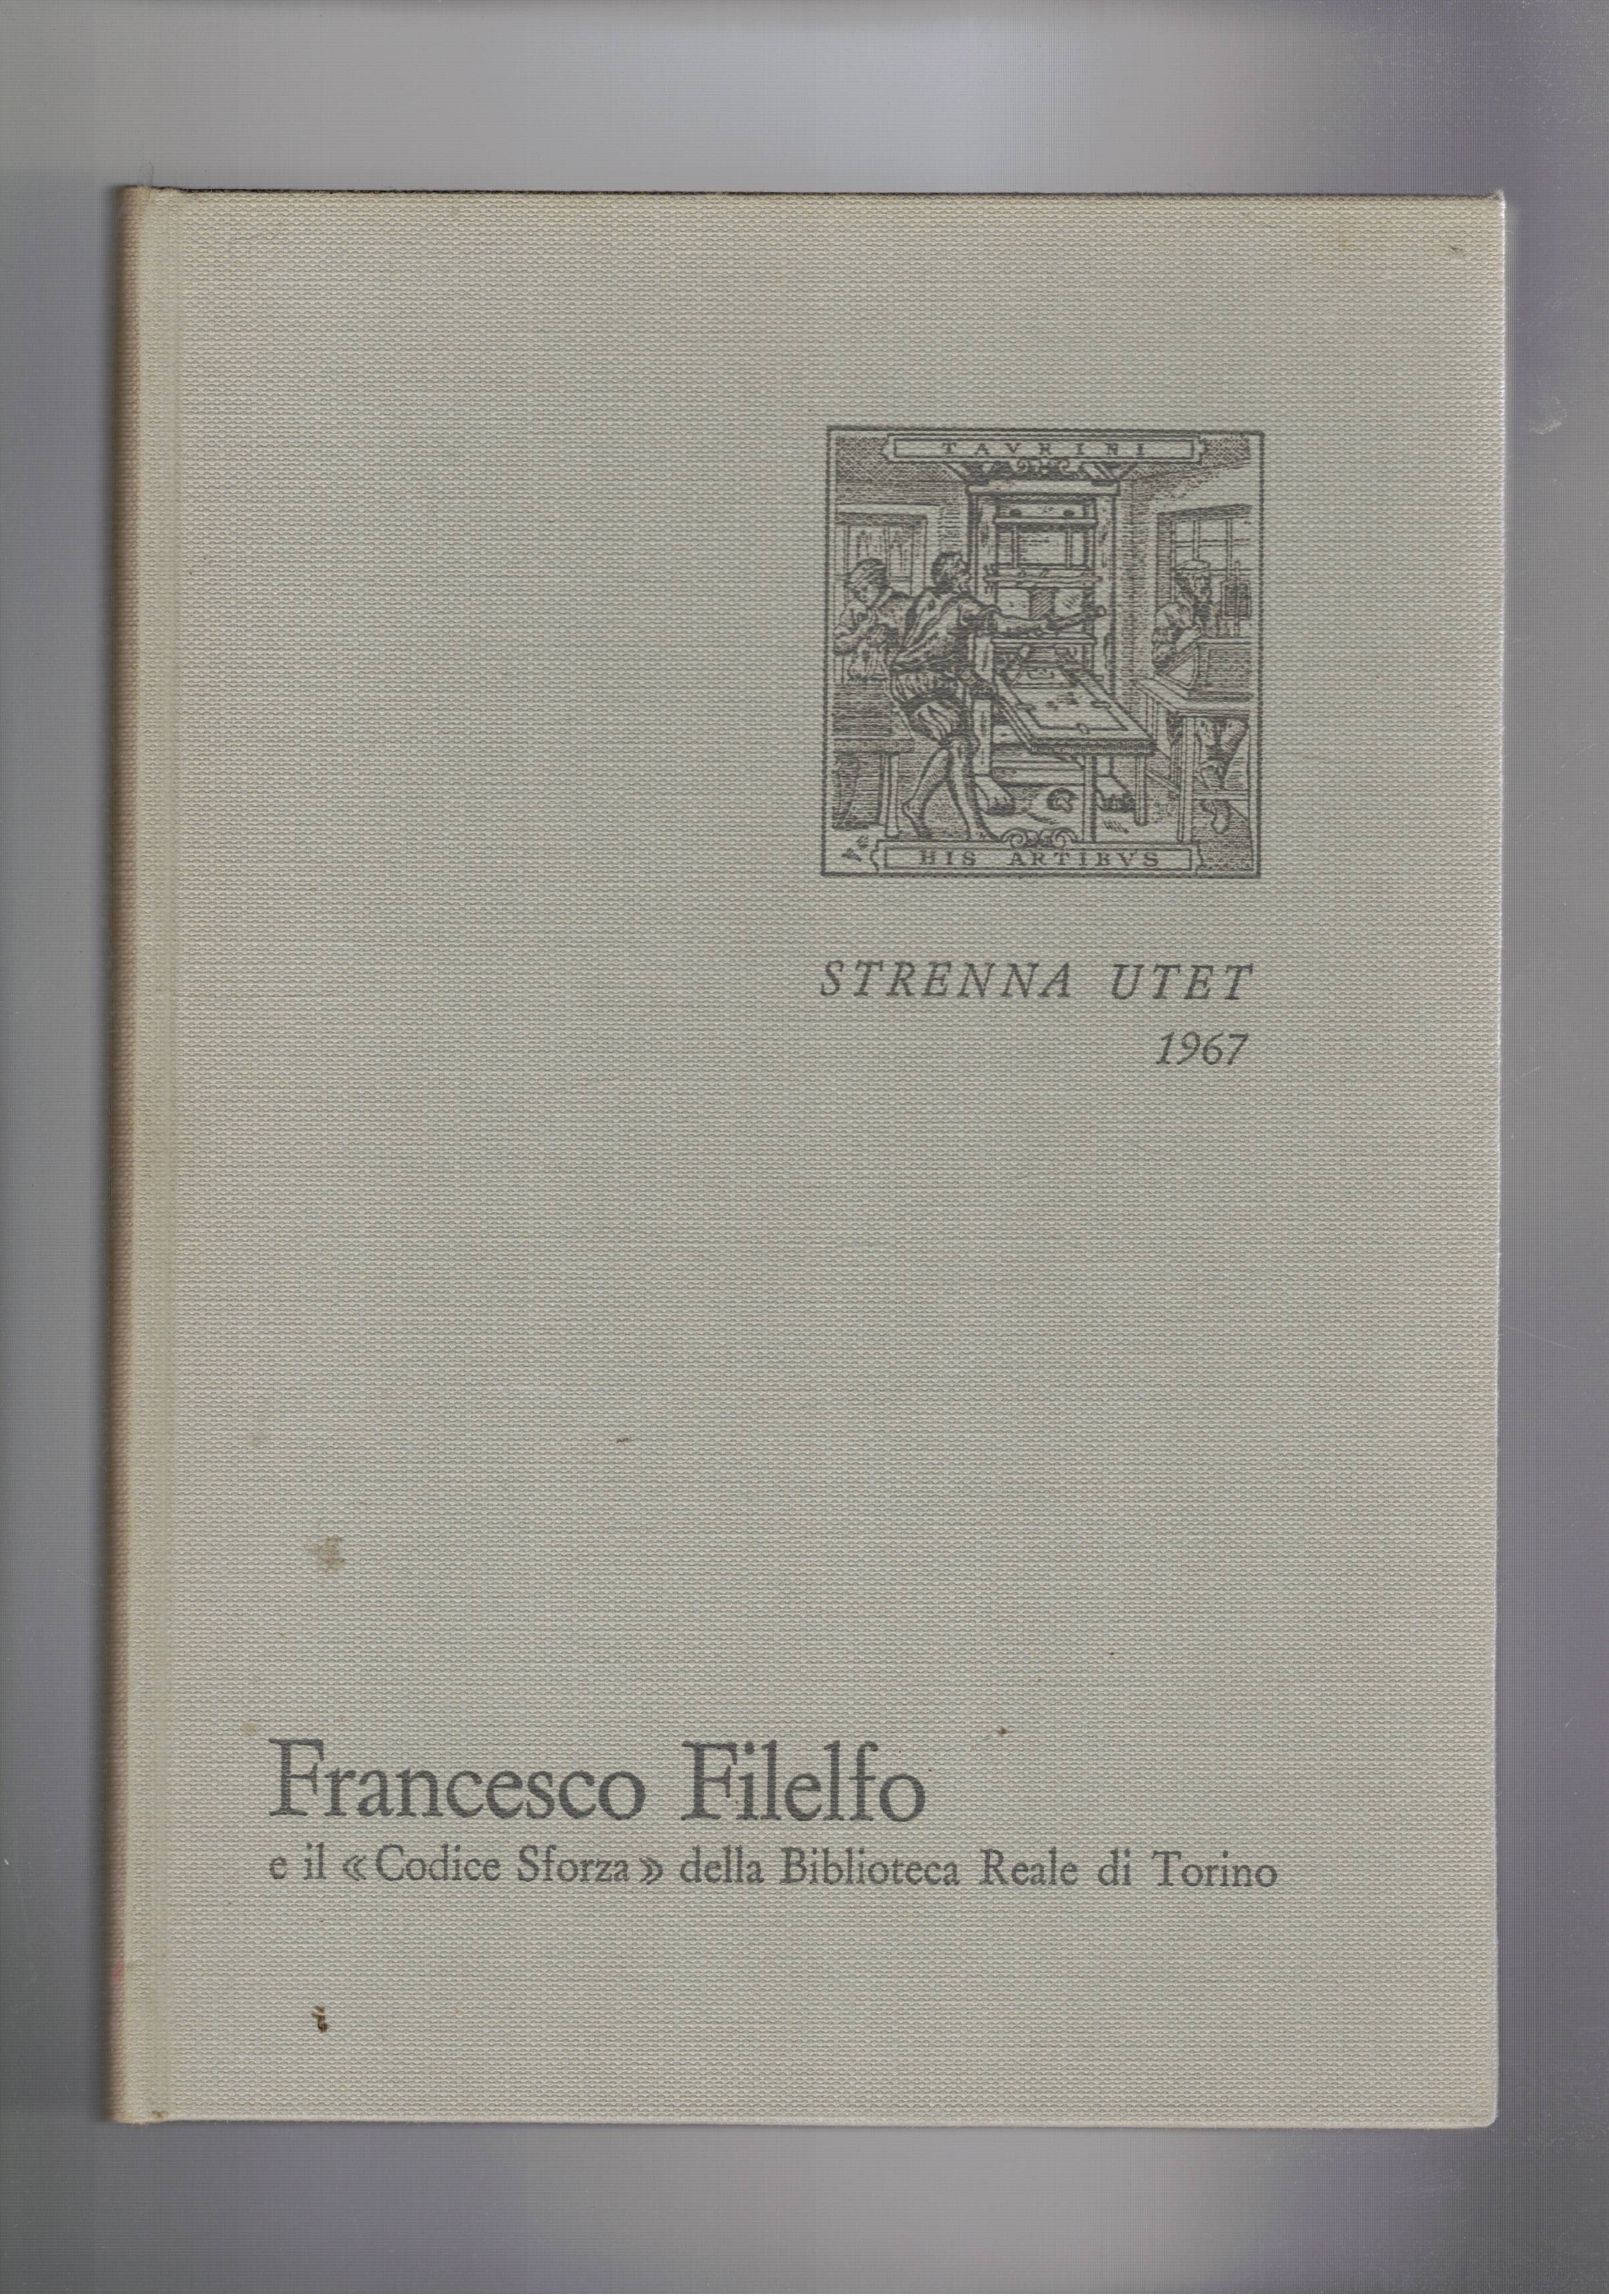 TAVRINI
HIS ARTIBVS
STRENNA UTET
1967
Francesco Filelfo
e il «Codice Sforza» della Biblioteca Reale di Torino